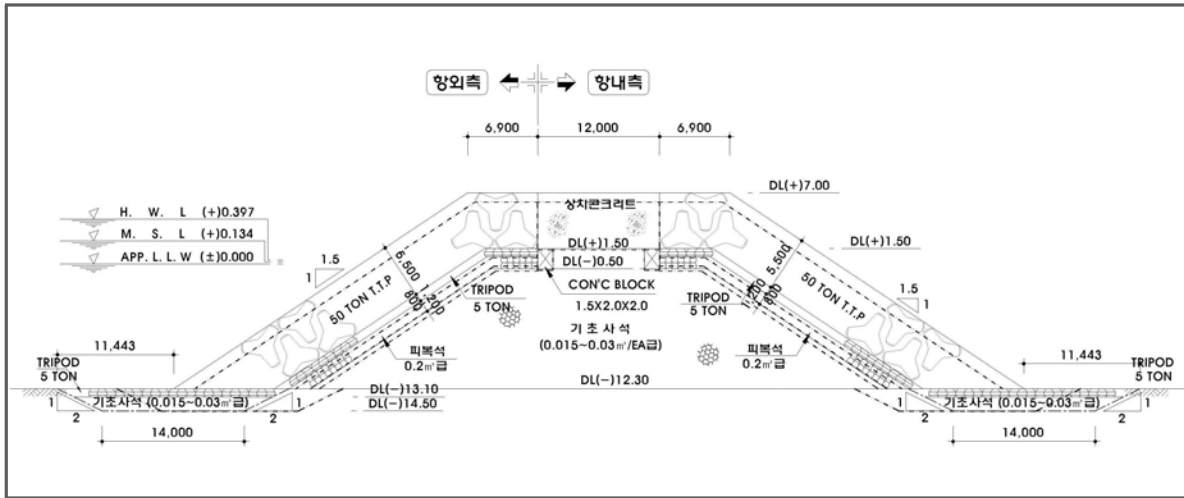 항외측 항내측
6,900 12,000 6,900
DL(+)7.00
상치콘크리트
H. W. L (+)0.397
M. S. L (+)0.134
APP. L. L. W (±)0.000
DL(+)1.50
DL(+)1.50
DL(-)0.50
1.5
1
5,500
1,200
800
50 TON T.T.P
TRIPOD
5 TON
CON'C BLOCK
1.5X2.0X2.0
기초사석
(0.015~0.03㎥/EA급)
TRIPOD
5 TON
5,500
1,200
800
50 TON T.T.P
1.5
1
피복석
0.2㎥급
피복석
0.2㎥급
11,443
TRIPOD
5 TON
11,443
TRIPOD
5 TON
DL(-)12.30
DL(-)13.10
DL(-)14.50
기초사석 (0.015~0.03㎥급)
기초사석 (0.015~0.03㎥급)
1
2
1
2
1
2
1
2
14,000
14,000